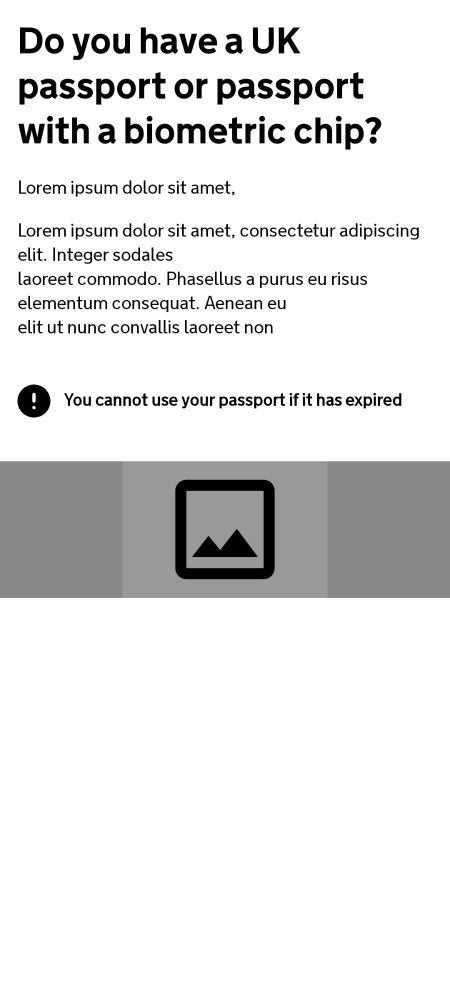 Do you have a UK
passport or passport
with a biometric chip?
Lorem ipsum dolor sit amet,
Lorem ipsum dolor sit amet, consectetur adipiscing
elit. Integer sodales
laoreet commodo. Phasellus a purus eu risus
elementum consequat. Aenean eu
elit ut nunc convallis laoreet non
You cannot use your passport if it has expired